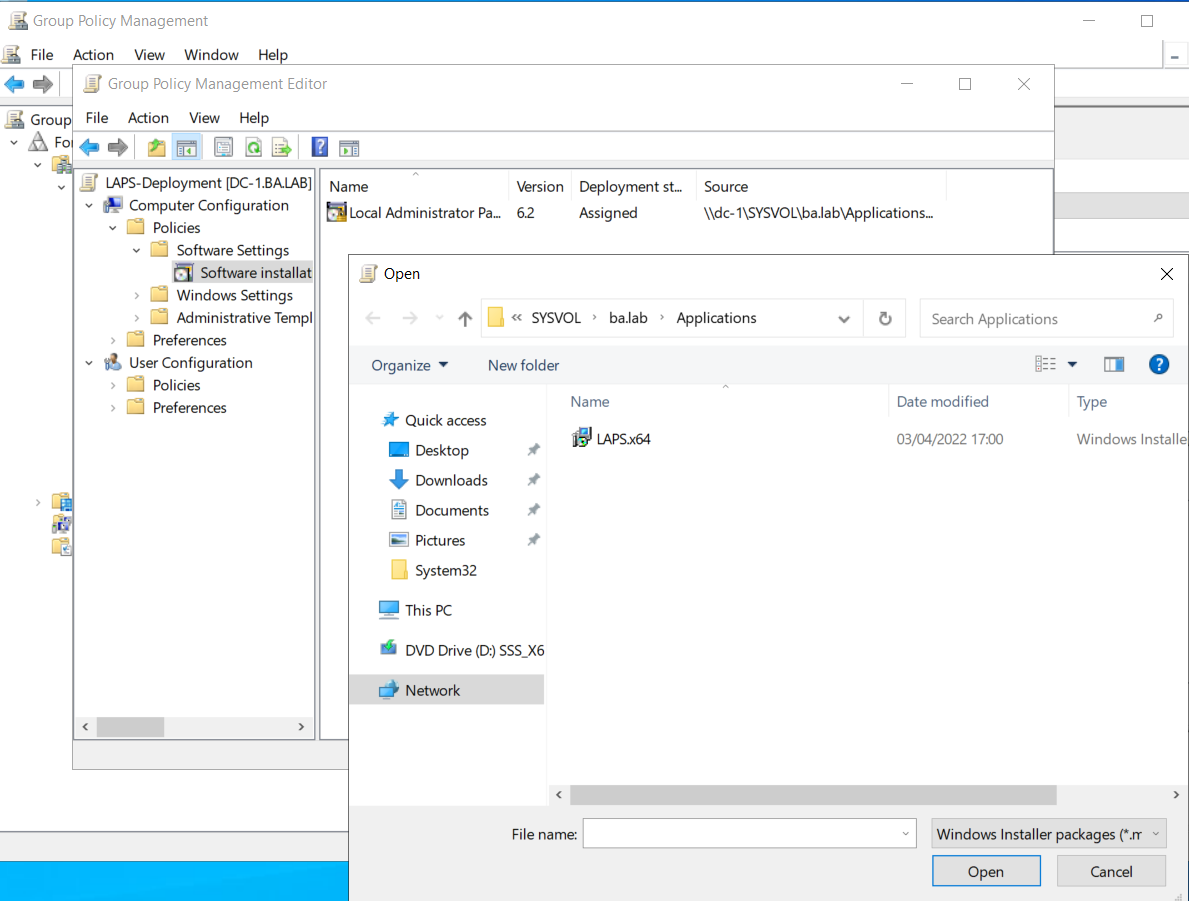 Group Policy Management
File Action View Window Help
Group Policy Management Editor
File Action View Help
Group
Fo
LAPS-Deployment [DC-1.BA.LAB]
Computer Configuration
Policies
Software Settings
Software installat
Windows Settings
Administrative Templ
Preferences
User Configuration
Policies
Preferences
Name Version Deployment st... Source
Local Administrator Pa... 6.2 Assigned \\dc-1\SYSVOL\ba.lab\Applications...
Open
« SYSVOL › ba.lab › Applications
Search Applications
Organize New folder
Quick access
Desktop
Downloads
Documents
Pictures
System32
This PC
DVD Drive (D:) SSS_X6
Network
Name Date modified Type
LAPS.x64 03/04/2022 17:00 Windows Installe
File name: Windows Installer packages (*.m
Open Cancel